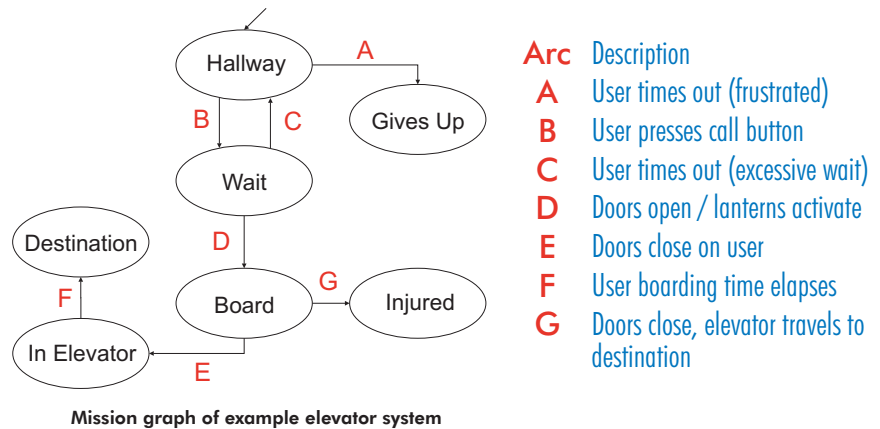 Hallway
A
Gives Up
B
C
Wait
D
Destination
F
Board
G
Injured
In Elevator
E
Mission graph of example elevator system
Arc Description
A User times out (frustrated)
B User presses call button
C User times out (excessive wait)
D Doors open / lanterns activate
E Doors close on user
F User boarding time elapses
G Doors close, elevator travels to
destination